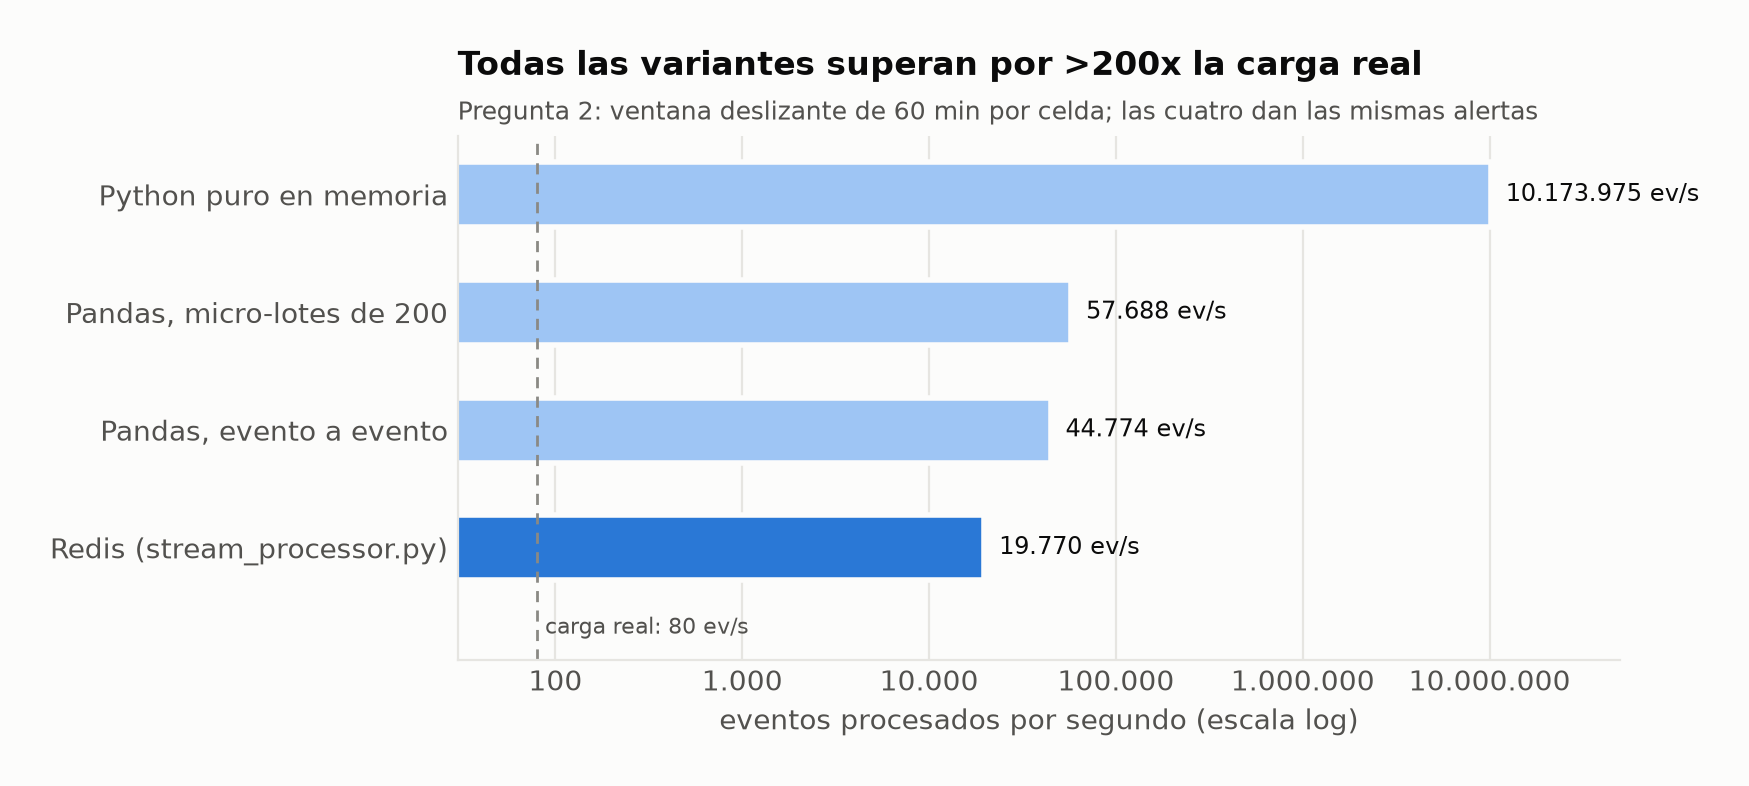 Todas las variantes superan por >200x la carga real
Pregunta 2: ventana deslizante de 60 min por celda; las cuatro dan las mismas alertas
Python puro en memoria
10.173.975 ev/s
Pandas, micro-lotes de 200
57.688 ev/s
Pandas, evento a evento
44.774 ev/s
Redis (stream_processor.py)
19.770 ev/s
carga real: 80 ev/s
100 1.000 10.000 100.000 1.000.000 10.000.000
eventos procesados por segundo (escala log)